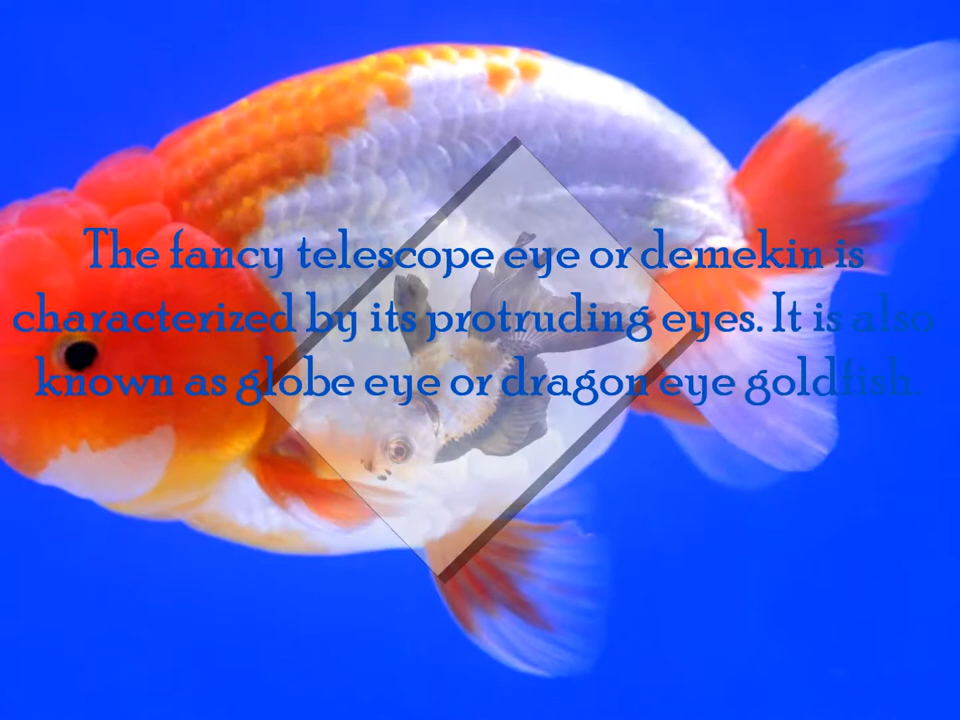 The fancy telescope eye or demekin is
characterized by its protruding eyes. It is also
known as globe eye or dragon eye goldfish.